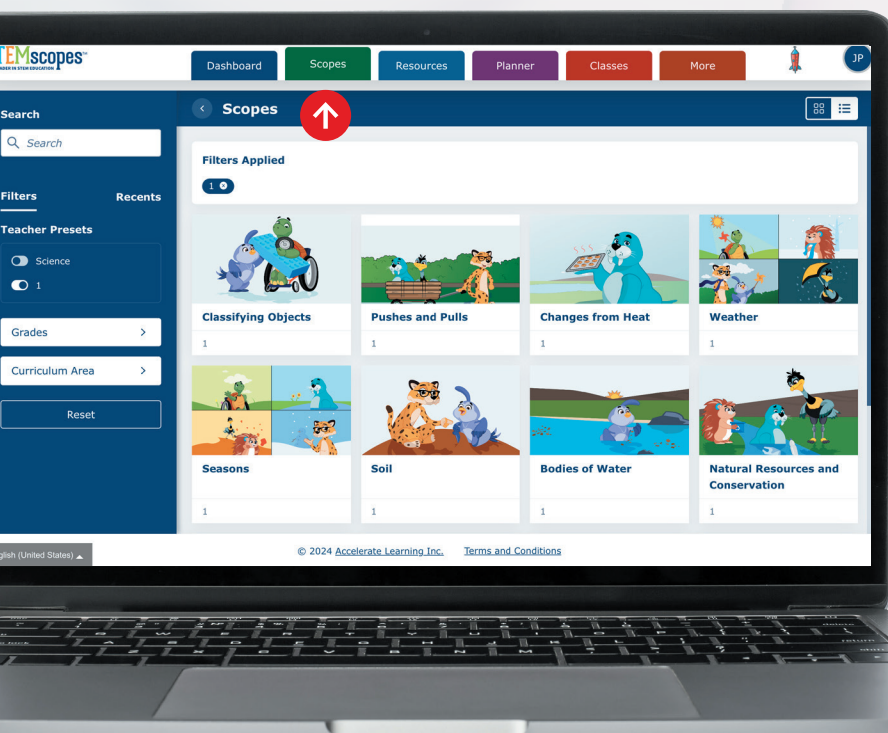 TEMscopes™
Dashboard
Scopes
Resources
Planner
Classes
More
JP
Search
Scopes
Search
Filters Applied
1
Filters
Recents
Teacher Presets
Science
1
Grades
Curriculum Area
Reset
Classifying Objects
1
Pushes and Pulls
1
Changes from Heat
1
Weather
1
Seasons
1
Soil
1
Bodies of Water
1
Natural Resources and
Conservation
1
glish (United States)
© 2024 Accelerate Learning Inc.
Terms and Conditions
delete
return